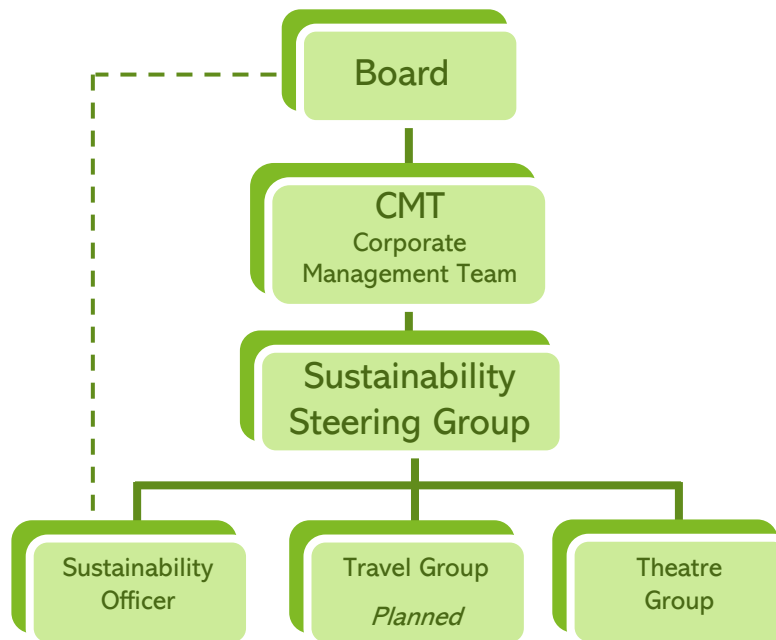 Board
CMT
Corporate
Management Team
Sustainability
Steering Group
Sustainability
Officer
Travel Group
Planned
Theatre
Group